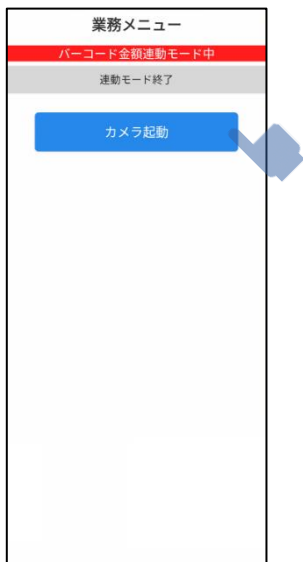 業務メニュー
バーコード金額連動モード中
連動モード終了
カメラ起動